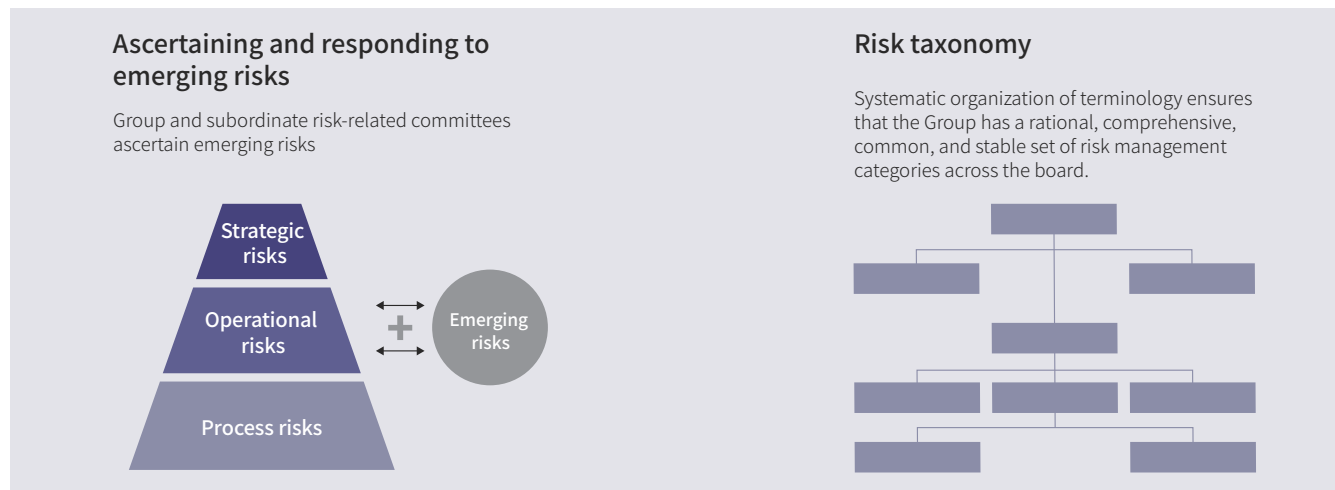 Ascertaining and responding to
emerging risks
Group and subordinate risk-related committees
ascertain emerging risks
Strategic
risks
Operational
risks
Process risks
+
Emerging
risks
Risk taxonomy
Systematic organization of terminology ensures
that the Group has a rational, comprehensive,
common, and stable set of risk management
categories across the board.